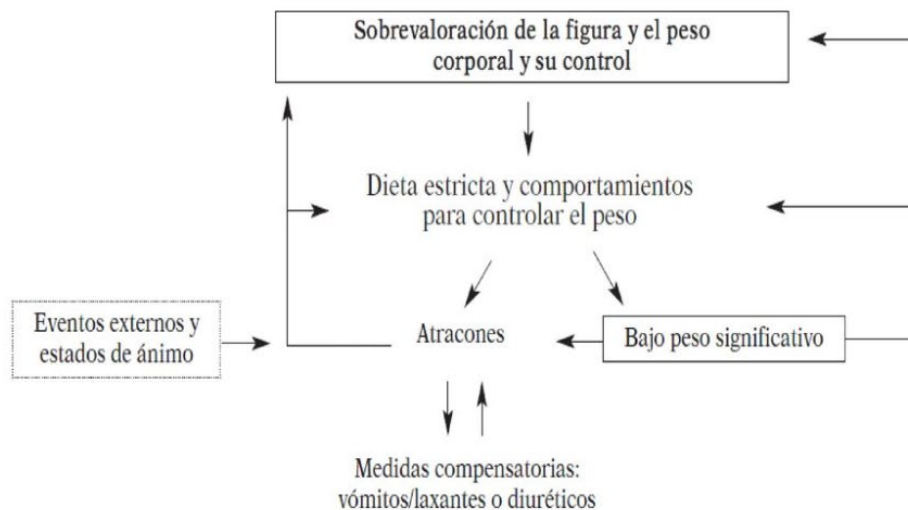 Sobrevaloración de la figura y el peso
corporal y su control
Dieta estricta y comportamientos
para controlar el peso
Eventos externos y
estados de ánimo
Atracones
Bajo peso significativo
Medidas compensatorias:
vómitos/laxantes o diuréticos